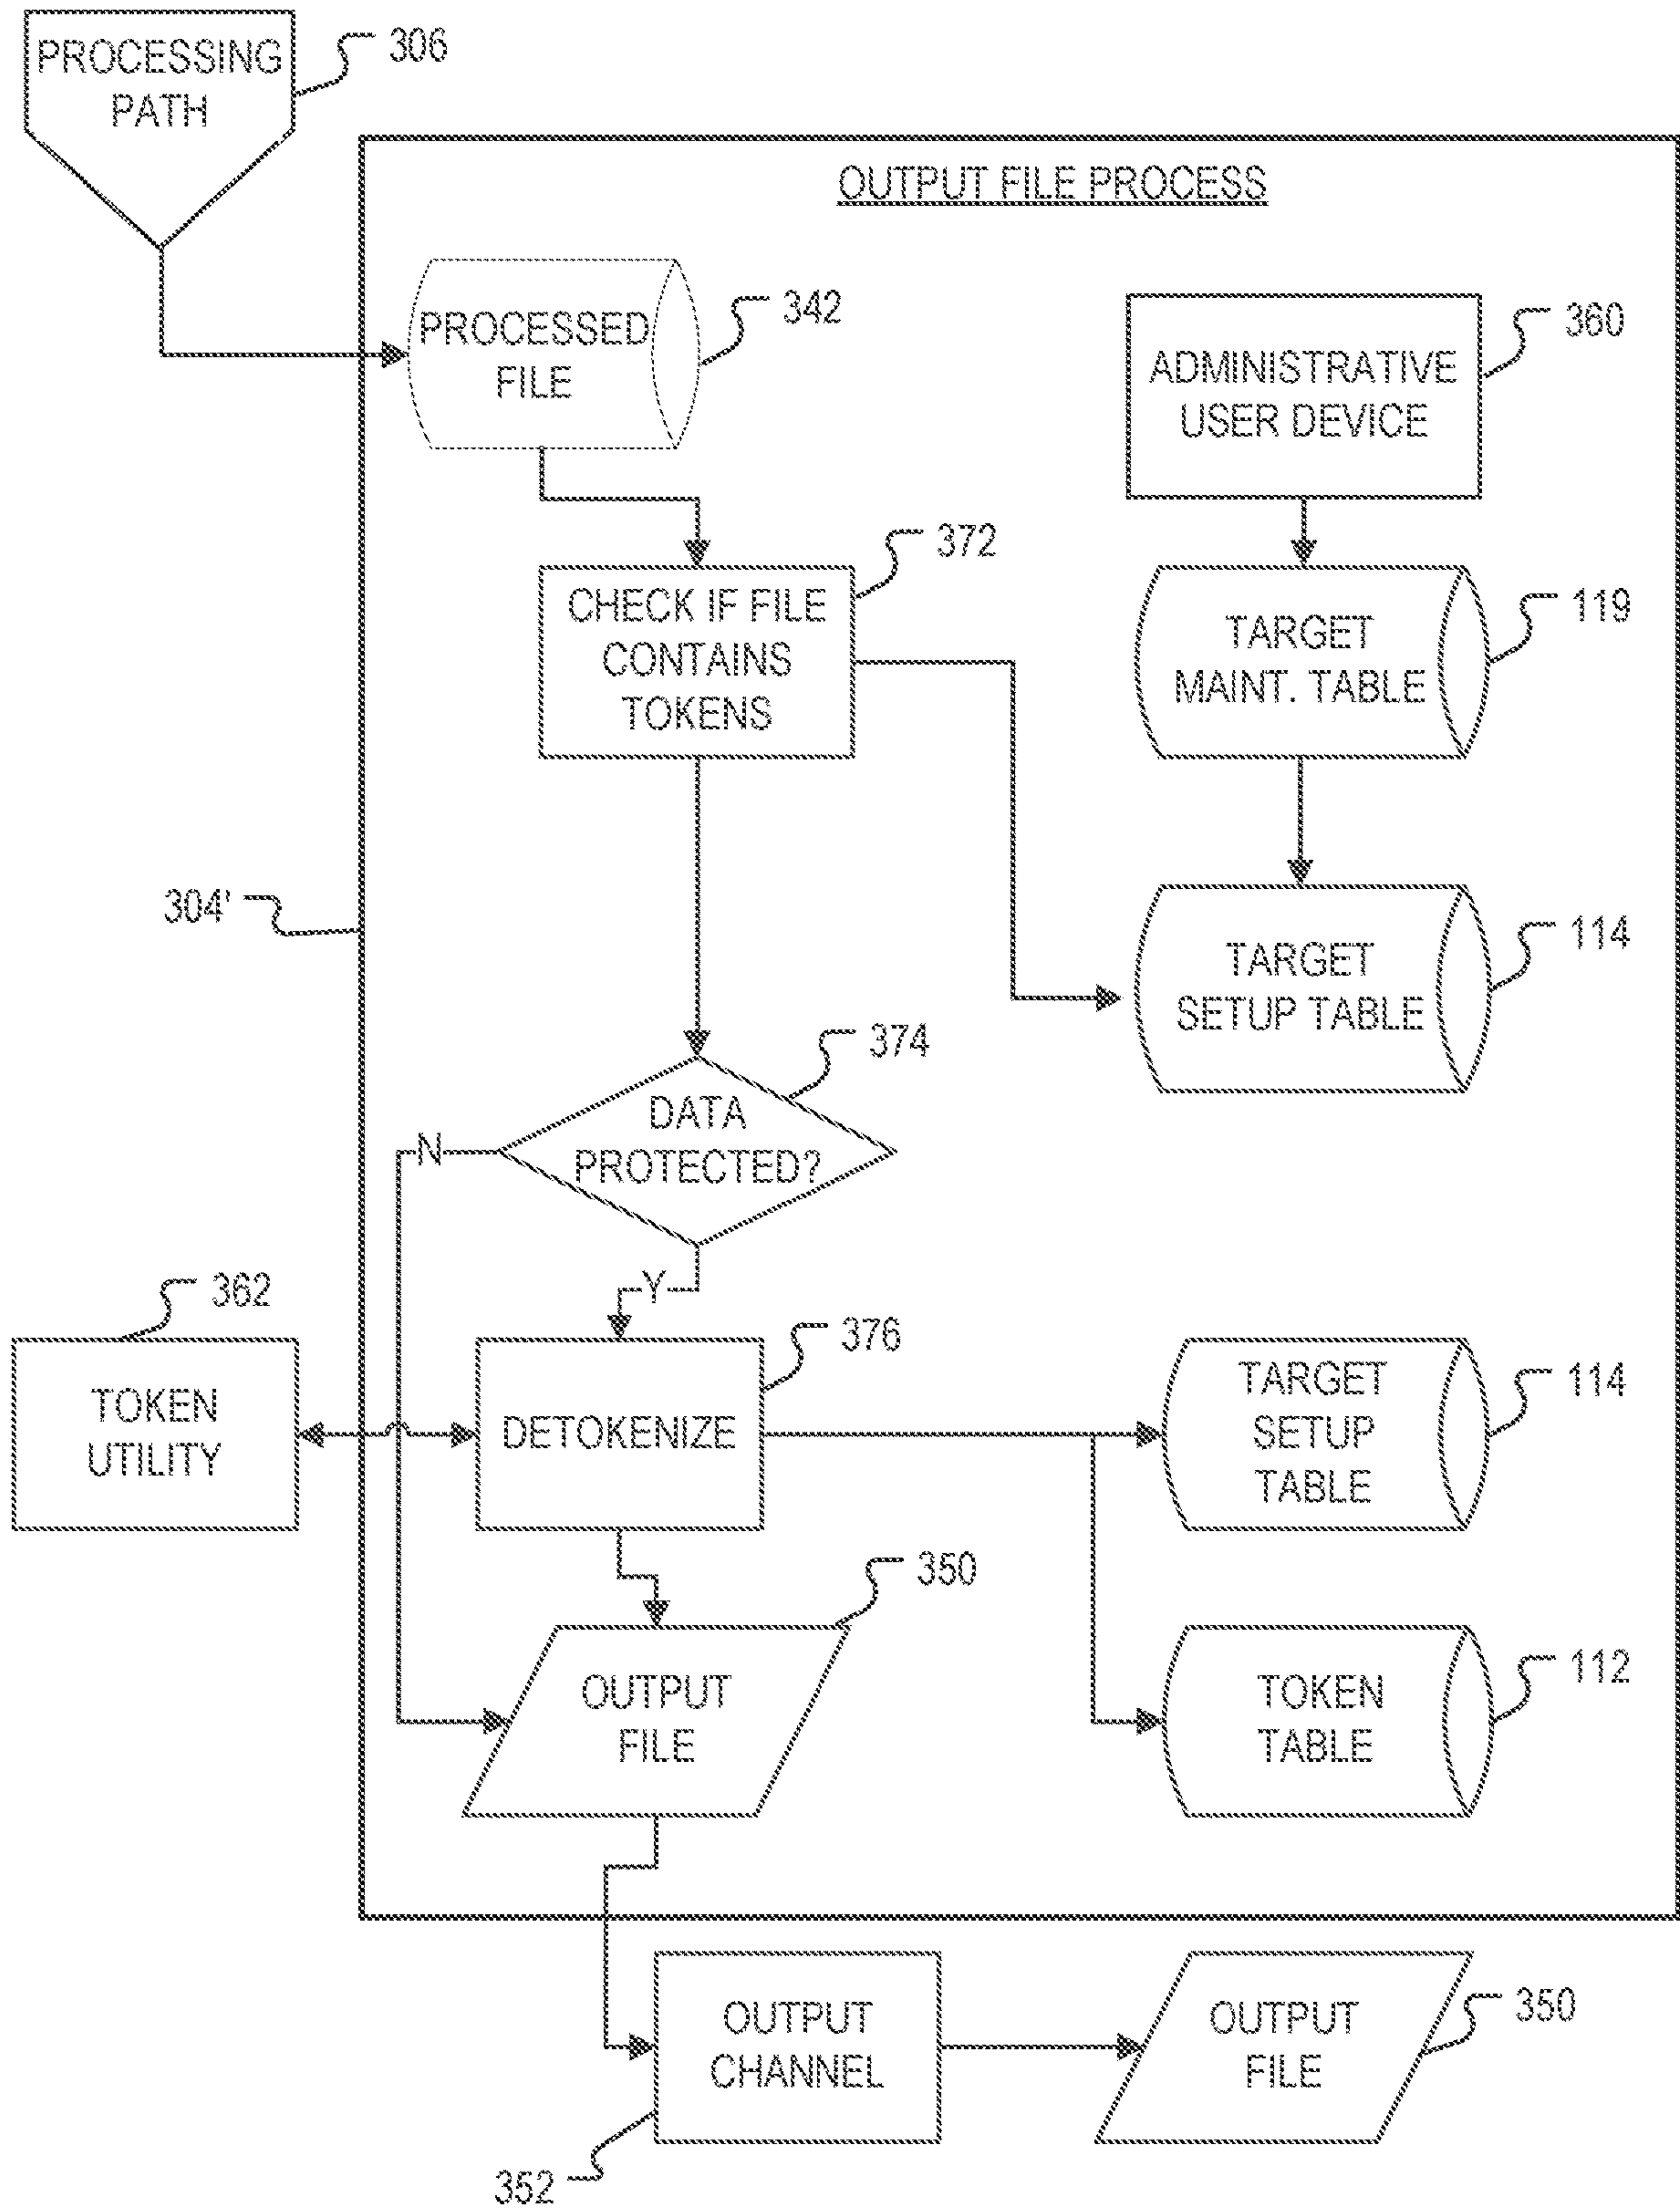 PROCESSING
PATH
306
OUTPUT FILE PROCESS
PROCESSED
FILE
342
ADMINISTRATIVE
USER DEVICE
360
CHECK IF FILE
CONTAINS
TOKENS
372
TARGET
MAINT. TABLE
119
304'
TARGET
SETUP TABLE
114
DATA
PROTECTED?
374
N
Y
TOKEN
UTILITY
362
DETOKENIZE
376
TARGET
SETUP
TABLE
114
OUTPUT
FILE
350
TOKEN
TABLE
112
OUTPUT
CHANNEL
352
OUTPUT
FILE
350